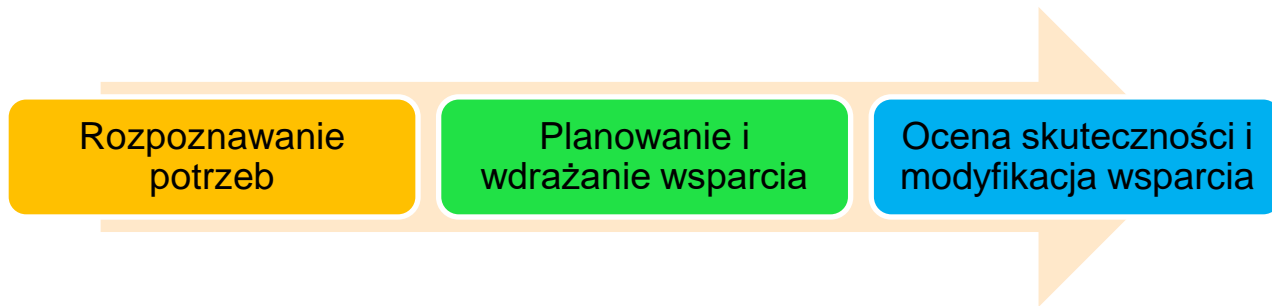 Rozpoznawanie
potrzeb
Planowanie i
wdrażanie wsparcia
Ocena skuteczności i
modyfikacja wsparcia